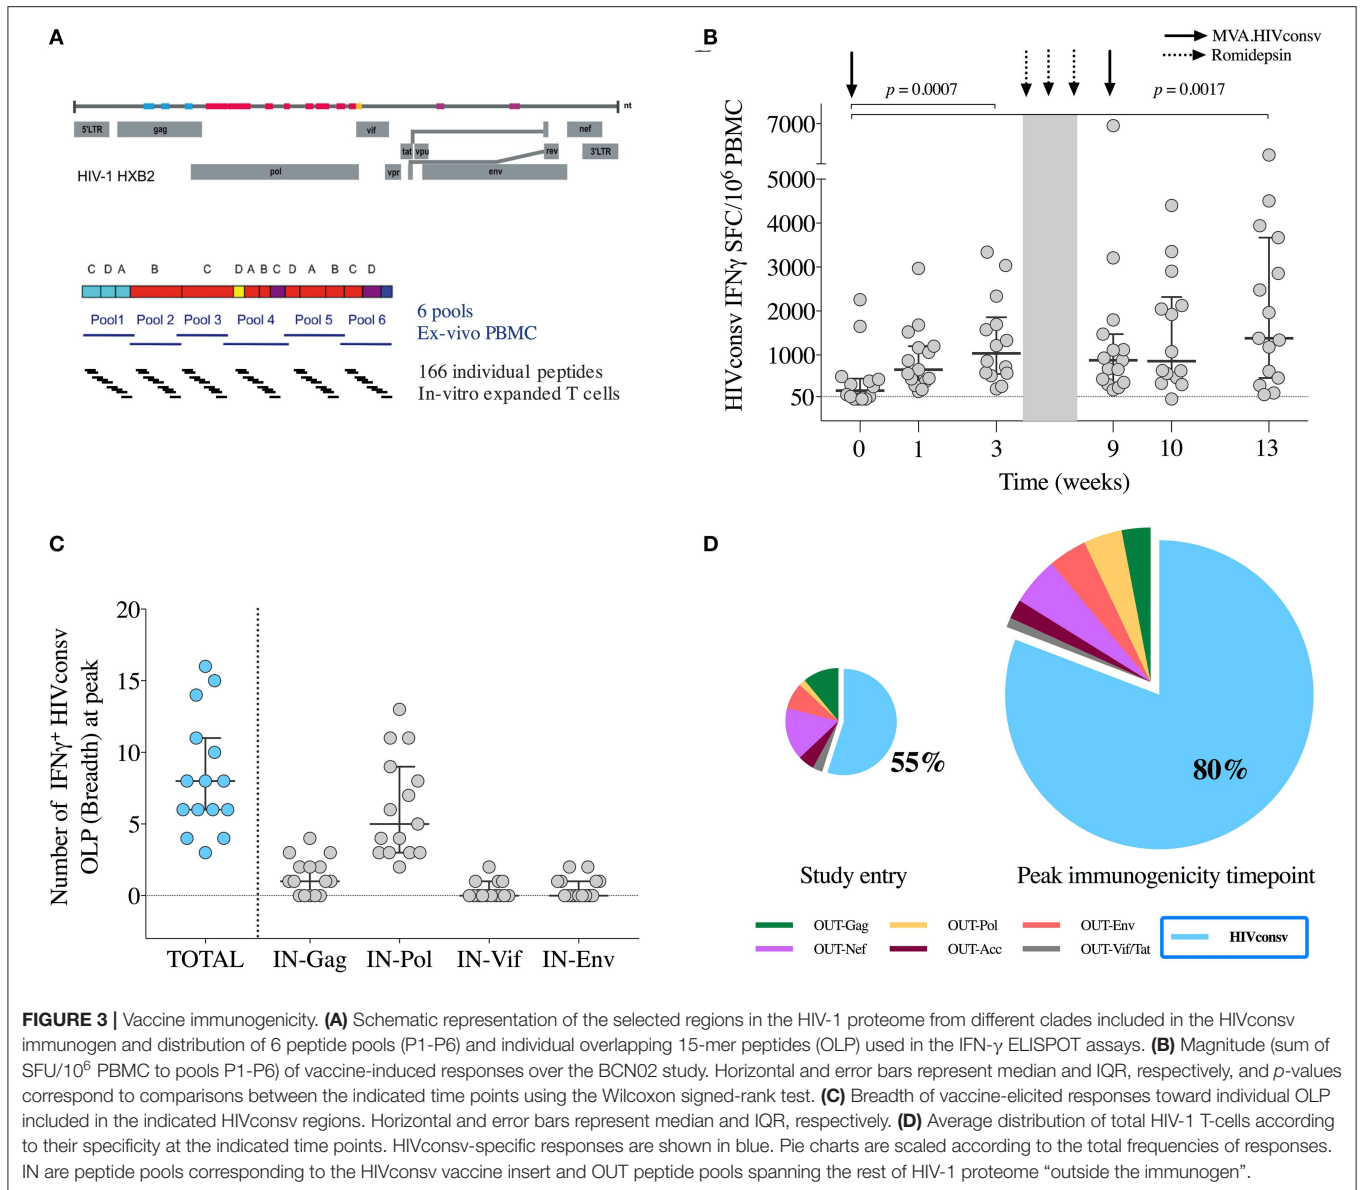 A
nt
5'LTR gag vif nef
tat vpu rev 3'LTR
HIV-1 HXB2 pol vpr env
C D A B C D A B C D A B C D
Pool1 Pool 2 Pool 3 Pool 4 Pool 5 Pool 6
6 pools
Ex-vivo PBMC
166 individual peptides
In-vitro expanded T cells
B
MVA.HIVconsv
Romidepsin
p = 0.0007
p = 0.0017
HIVconsv IFNγ SFC/10⁶ PBMC
7000
5000
4000
3000
2000
1000
50
0 1 3 9 10 13
Time (weeks)
C
Number of IFNγ⁺ HIVconsv
OLP (Breadth) at peak
20
15
10
5
0
TOTAL IN-Gag IN-Pol IN-Vif IN-Env
D
55%
80%
Study entry
Peak immunogenicity timepoint
OUT-Gag OUT-Pol OUT-Env HIVconsv
OUT-Nef OUT-Acc OUT-Vif/Tat
FIGURE 3 | Vaccine immunogenicity. (A) Schematic representation of the selected regions in the HIV-1 proteome from different clades included in the HIVconsv
immunogen and distribution of 6 peptide pools (P1-P6) and individual overlapping 15-mer peptides (OLP) used in the IFN-γ ELISPOT assays. (B) Magnitude (sum of
SFU/10⁶ PBMC to pools P1-P6) of vaccine-induced responses over the BCN02 study. Horizontal and error bars represent median and IQR, respectively, and p-values
correspond to comparisons between the indicated time points using the Wilcoxon signed-rank test. (C) Breadth of vaccine-elicited responses toward individual OLP
included in the indicated HIVconsv regions. Horizontal and error bars represent median and IQR, respectively. (D) Average distribution of total HIV-1 T-cells according
to their specificity at the indicated time points. HIVconsv-specific responses are shown in blue. Pie charts are scaled according to the total frequencies of responses.
IN are peptide pools corresponding to the HIVconsv vaccine insert and OUT peptide pools spanning the rest of HIV-1 proteome “outside the immunogen”.